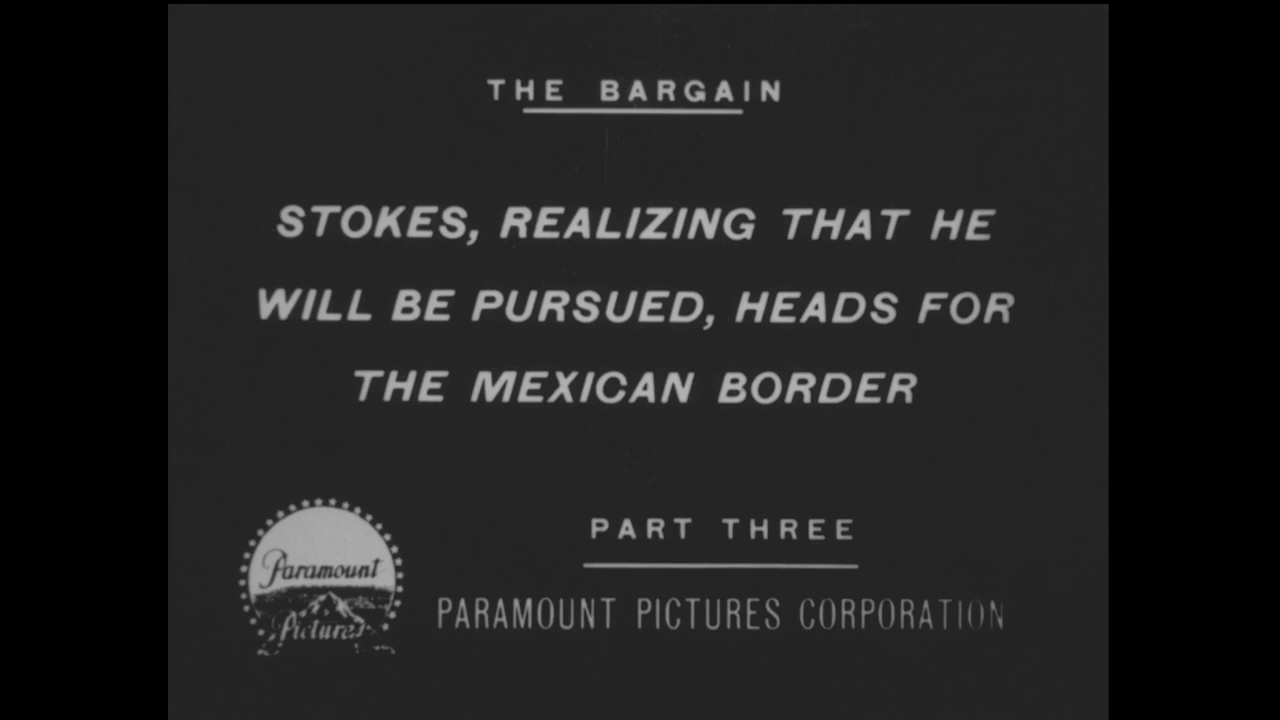 THE BARGAIN
STOKES, REALIZING THAT HE
WILL BE PURSUED, HEADS FOR
THE MEXICAN BORDER
PART THREE
Paramount
Pictures
PARAMOUNT PICTURES CORPORATION